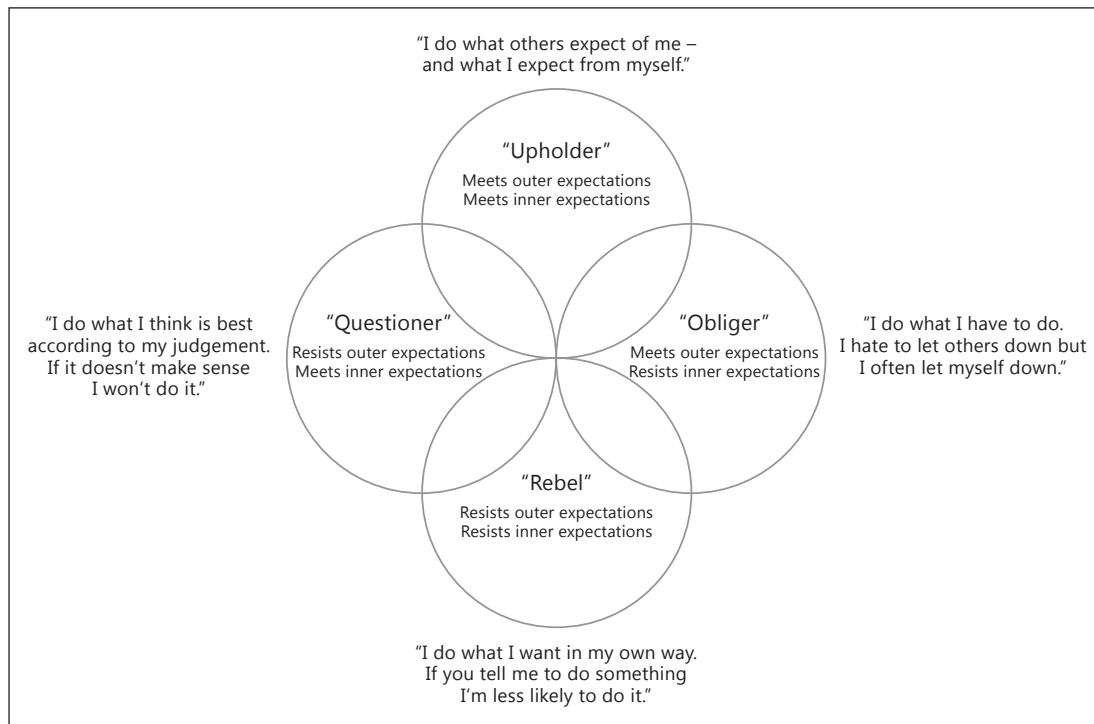 “I do what others expect of me –
and what I expect from myself.”
“Upholder”
Meets outer expectations
Meets inner expectations
“I do what I think is best
according to my judgement.
If it doesn’t make sense
I won’t do it.”
“Questioner”
Resists outer expectations
Meets inner expectations
“Obliger”
Meets outer expectations
Resists inner expectations
“I do what I have to do.
I hate to let others down but
I often let myself down.”
“Rebel”
Resists outer expectations
Resists inner expectations
“I do what I want in my own way.
If you tell me to do something
I’m less likely to do it.”